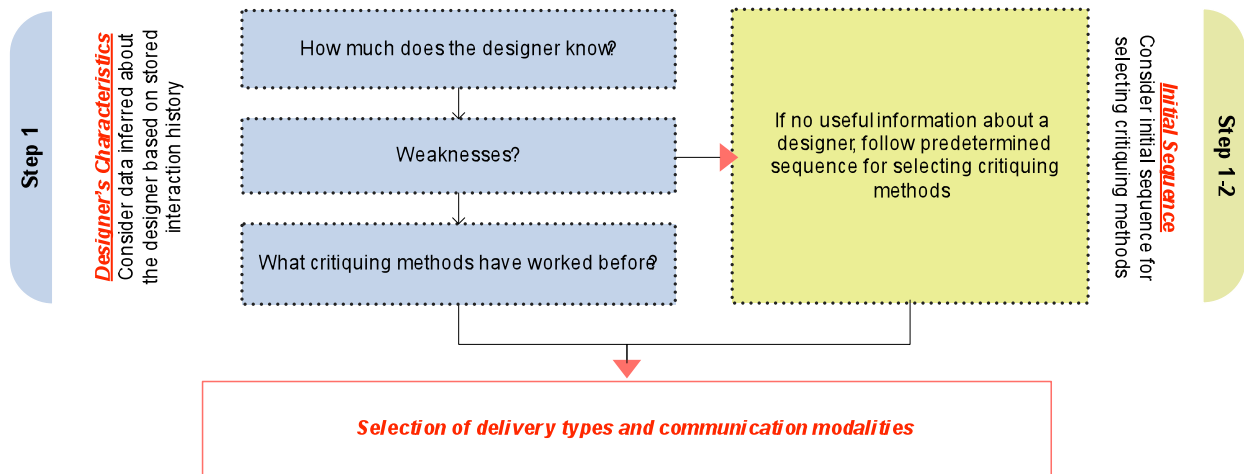 Step 1
Designer's Characteristics
Consider data inferred about
the designer based on stored
interaction history
How much does the designer know?
Weaknesses?
What critiquing methods have worked before?
If no useful information about a
designer, follow predetermined
sequence for selecting critiquing
methods
Initial Sequence
Consider initial sequence for
selecting critiquing methods
Step 1-2
Selection of delivery types and communication modalities